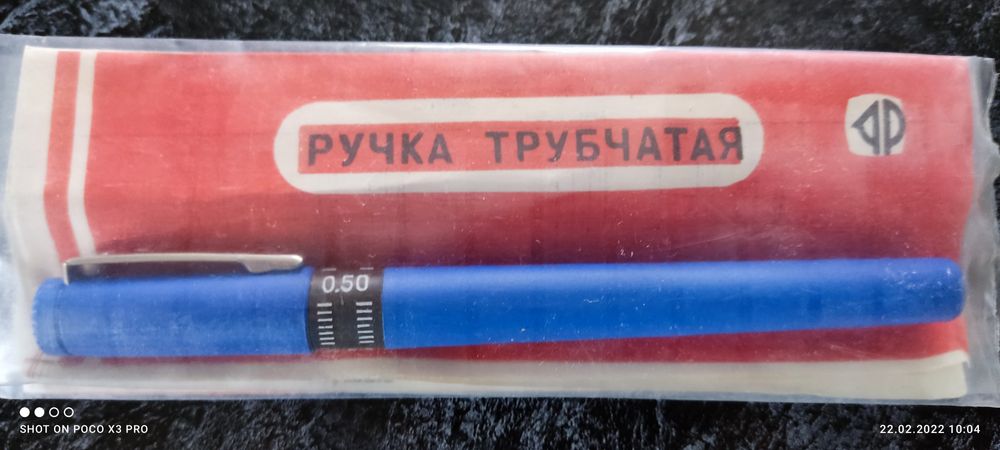 РУЧКА ТРУБЧАТАЯ
0.50
SHOT ON POCO X3 PRO
22.02.2022 10:04